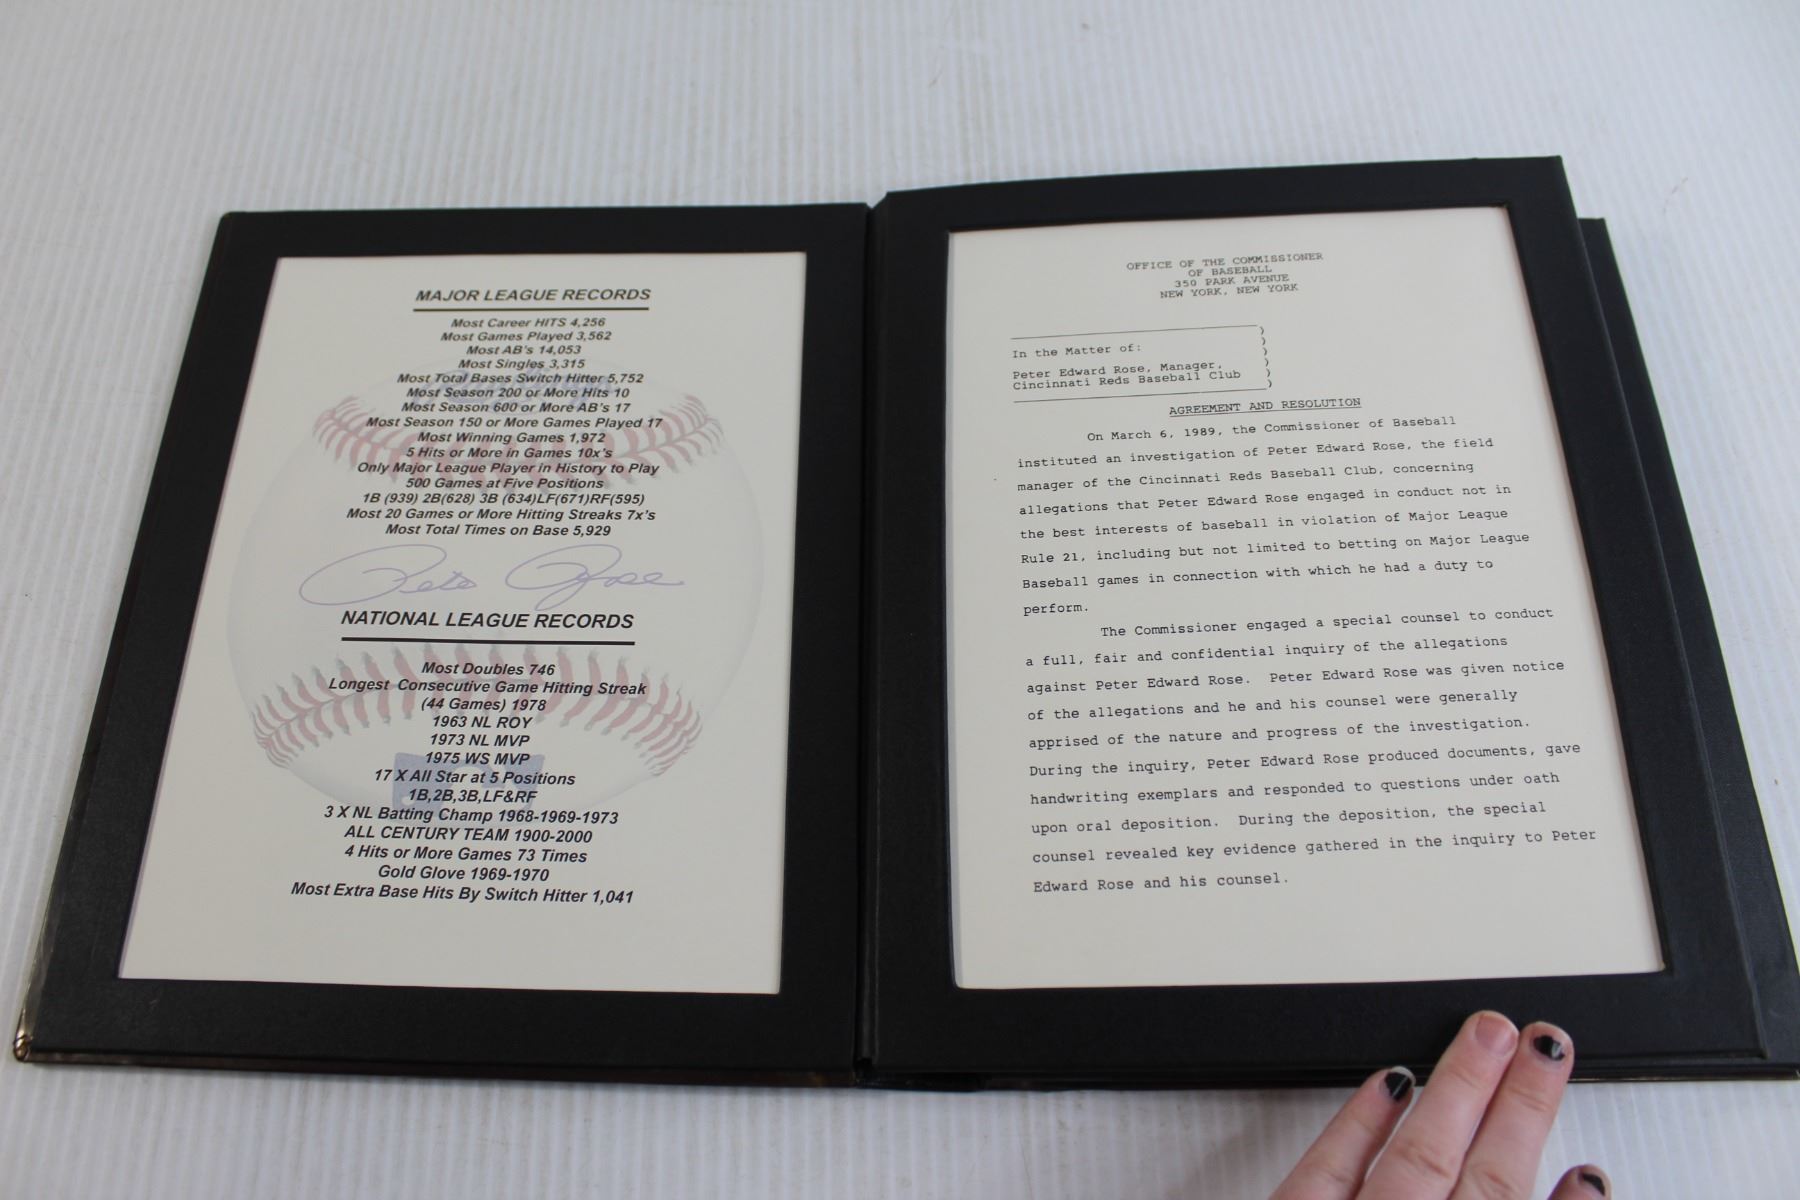 MAJOR LEAGUE RECORDS
Most Career HITS 4,256
Most Games Played 3,562
Most AB's 14,053
Most Singles 3,315
Most Total Bases Switch Hitter 5,752
Most Season 200 or More Hits 10
Most Season 600 or More AB's 17
Most Season 150 or More Games Played 17
Most Winning Games 1,972
5 Hits or More in Games 10x's
Only Major League Player in History to Play
500 Games at Five Positions
1B (939) 2B(628) 3B (634)LF(671)RF(595)
Most 20 Games or More Hitting Streaks 7x's
Most Total Times on Base 5,929
Pete Rose
NATIONAL LEAGUE RECORDS
Most Doubles 746
Longest Consecutive Game Hitting Streak
(44 Games) 1978
1963 NL ROY
1973 NL MVP
1975 WS MVP
17 X All Star at 5 Positions
1B,2B,3B,LF&RF
3 X NL Batting Champ 1968-1969-1973
ALL CENTURY TEAM 1900-2000
4 Hits or More Games 73 Times
Gold Glove 1969-1970
Most Extra Base Hits By Switch Hitter 1,041
OFFICE OF THE COMMISSIONER
OF BASEBALL
350 PARK AVENUE
NEW YORK, NEW YORK
In the Matter of:
Peter Edward Rose, Manager,
Cincinnati Reds Baseball Club
AGREEMENT AND RESOLUTION
On March 6, 1989, the Commissioner of Baseball
instituted an investigation of Peter Edward Rose, the field
manager of the Cincinnati Reds Baseball Club, concerning
allegations that Peter Edward Rose engaged in conduct not in
the best interests of baseball in violation of Major League
Rule 21, including but not limited to betting on Major League
Baseball games in connection with which he had a duty to
perform.
The Commissioner engaged a special counsel to conduct
a full, fair and confidential inquiry of the allegations
against Peter Edward Rose. Peter Edward Rose was given notice
of the allegations and he and his counsel were generally
apprised of the nature and progress of the investigation.
During the inquiry, Peter Edward Rose produced documents, gave
handwriting exemplars and responded to questions under oath
upon oral deposition. During the deposition, the special
counsel revealed key evidence gathered in the inquiry to Peter
Edward Rose and his counsel.